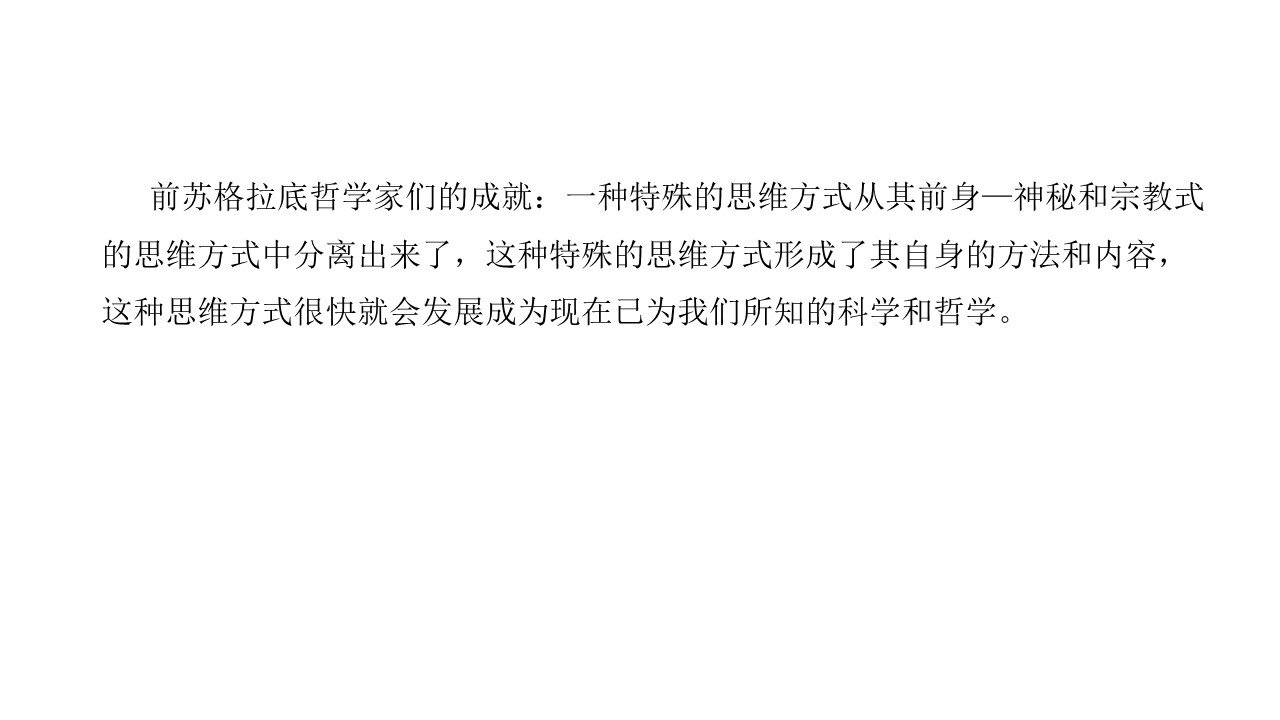 前苏格拉底哲学家们的成就：一种特殊的思维方式从其前身—神秘和宗教式
的思维方式中分离出来了，这种特殊的思维方式形成了其自身的方法和内容，
这种思维方式很快就会发展成为现在已为我们所知的科学和哲学。